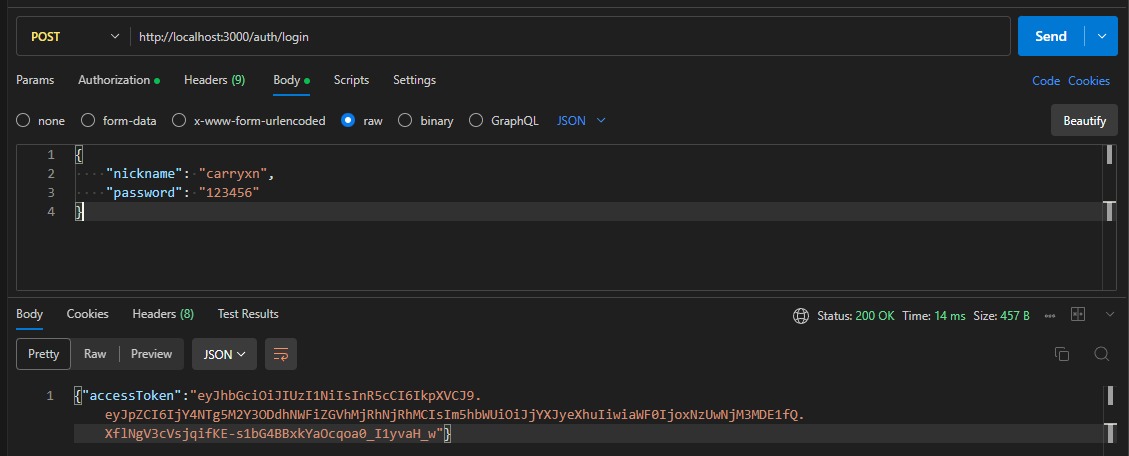 POST http://localhost:3000/auth/login Send
Params Authorization Headers (9) Body Scripts Settings Code Cookies
none form-data x-www-form-urlencoded raw binary GraphQL JSON Beautify
1 {
2 "nickname": "carryxn",
3 "password": "123456"
4 }
Body Cookies Headers (8) Test Results Status: 200 OK Time: 14 ms Size: 457 B
Pretty Raw Preview JSON
1 {"accessToken":"eyJhbGciOiJIUzI1NiIsInR5cCI6IkpXVCJ9.
eyJpZCI6IjY4NTg5M2Y3ODdhNWFiZGVhMjRhNjRhMCIsIm5hbWUiOiJjYXJyeXhuIiwiaWF0IjoxNzUwNjM3MDE1fQ.
XflNgV3cVsjqifKE-s1bG4BBxkYaOcqoa0_I1yvaH_w"}